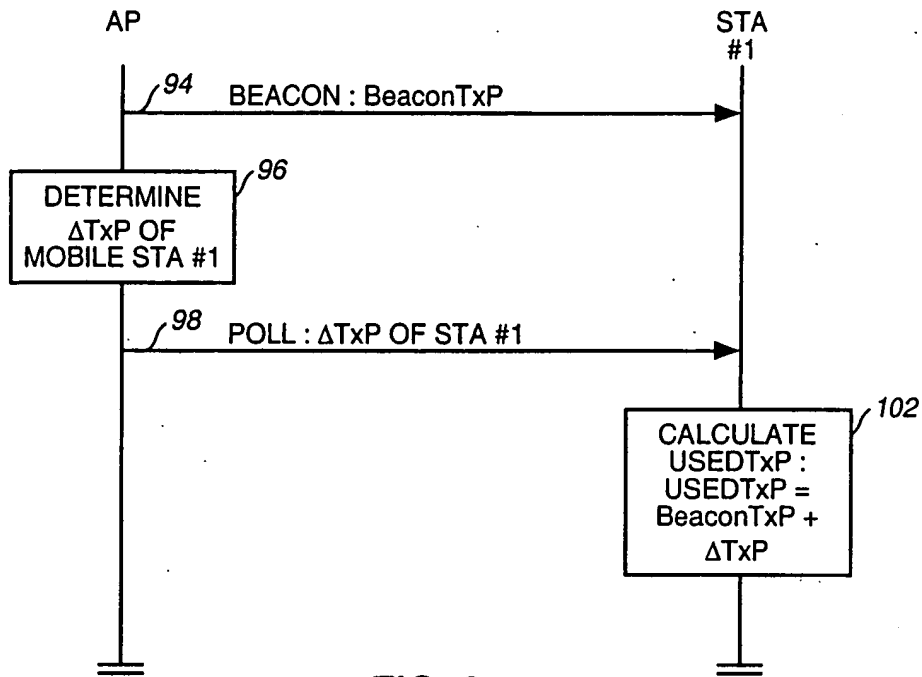 AP
STA
#1
94
BEACON : BeaconTxP
96
DETERMINE
ΔTxP OF
MOBILE STA #1
98
POLL : ΔTxP OF STA #1
102
CALCULATE
USEDTxP :
USEDTxP =
BeaconTxP +
ΔTxP